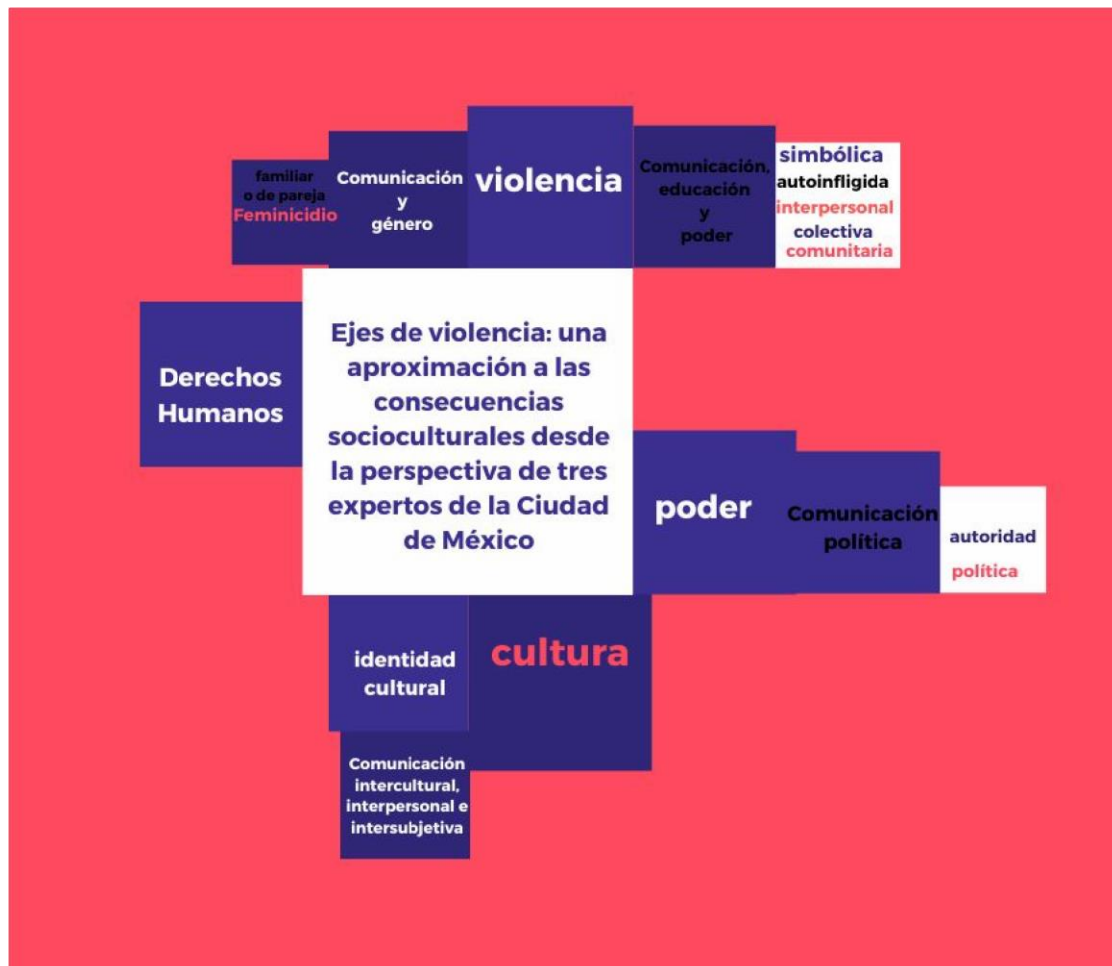 familiar
o de pareja
Feminicidio
Comunicación
y
género
violencia
Comunicación,
educación
y
poder
simbólica
autoinfligida
interpersonal
colectiva
comunitaria
Derechos
Humanos
Ejes de violencia: una
aproximación a las
consecuencias
socioculturales desde
la perspectiva de tres
expertos de la Ciudad
de México
poder
Comunicación
política
autoridad
política
identidad
cultural
cultura
Comunicación
intercultural,
interpersonal e
intersubjetiva